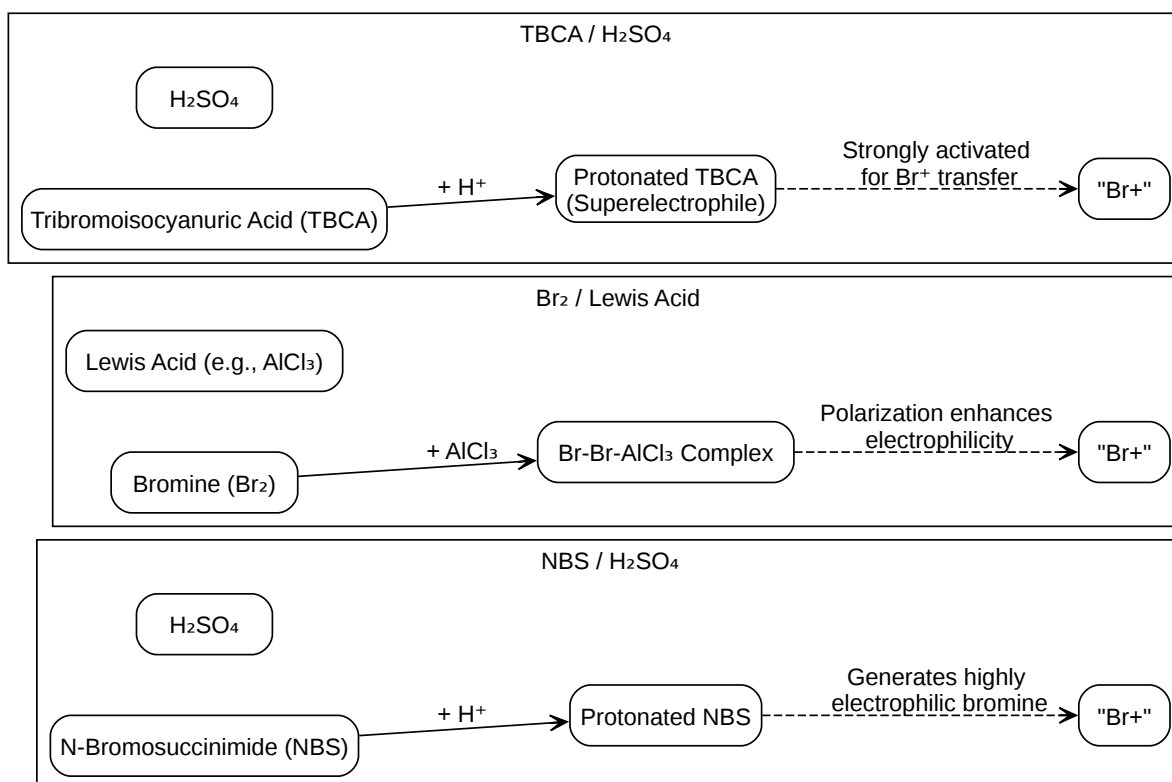 TBCA / H₂SO₄
H₂SO₄
Strongly activated
for Br⁺ transfer
+ H⁺
Protonated TBCA
(Superelectrophile)
"Br+"
Tribromoisocyanuric Acid (TBCA)
Br₂ / Lewis Acid
Lewis Acid (e.g., AlCl₃)
Polarization enhances
electrophilicity
+ AlCl₃
Br-Br-AlCl₃ Complex
"Br+"
Bromine (Br₂)
NBS / H₂SO₄
H₂SO₄
Generates highly
electrophilic bromine
+ H⁺
Protonated NBS
"Br+"
N-Bromosuccinimide (NBS)